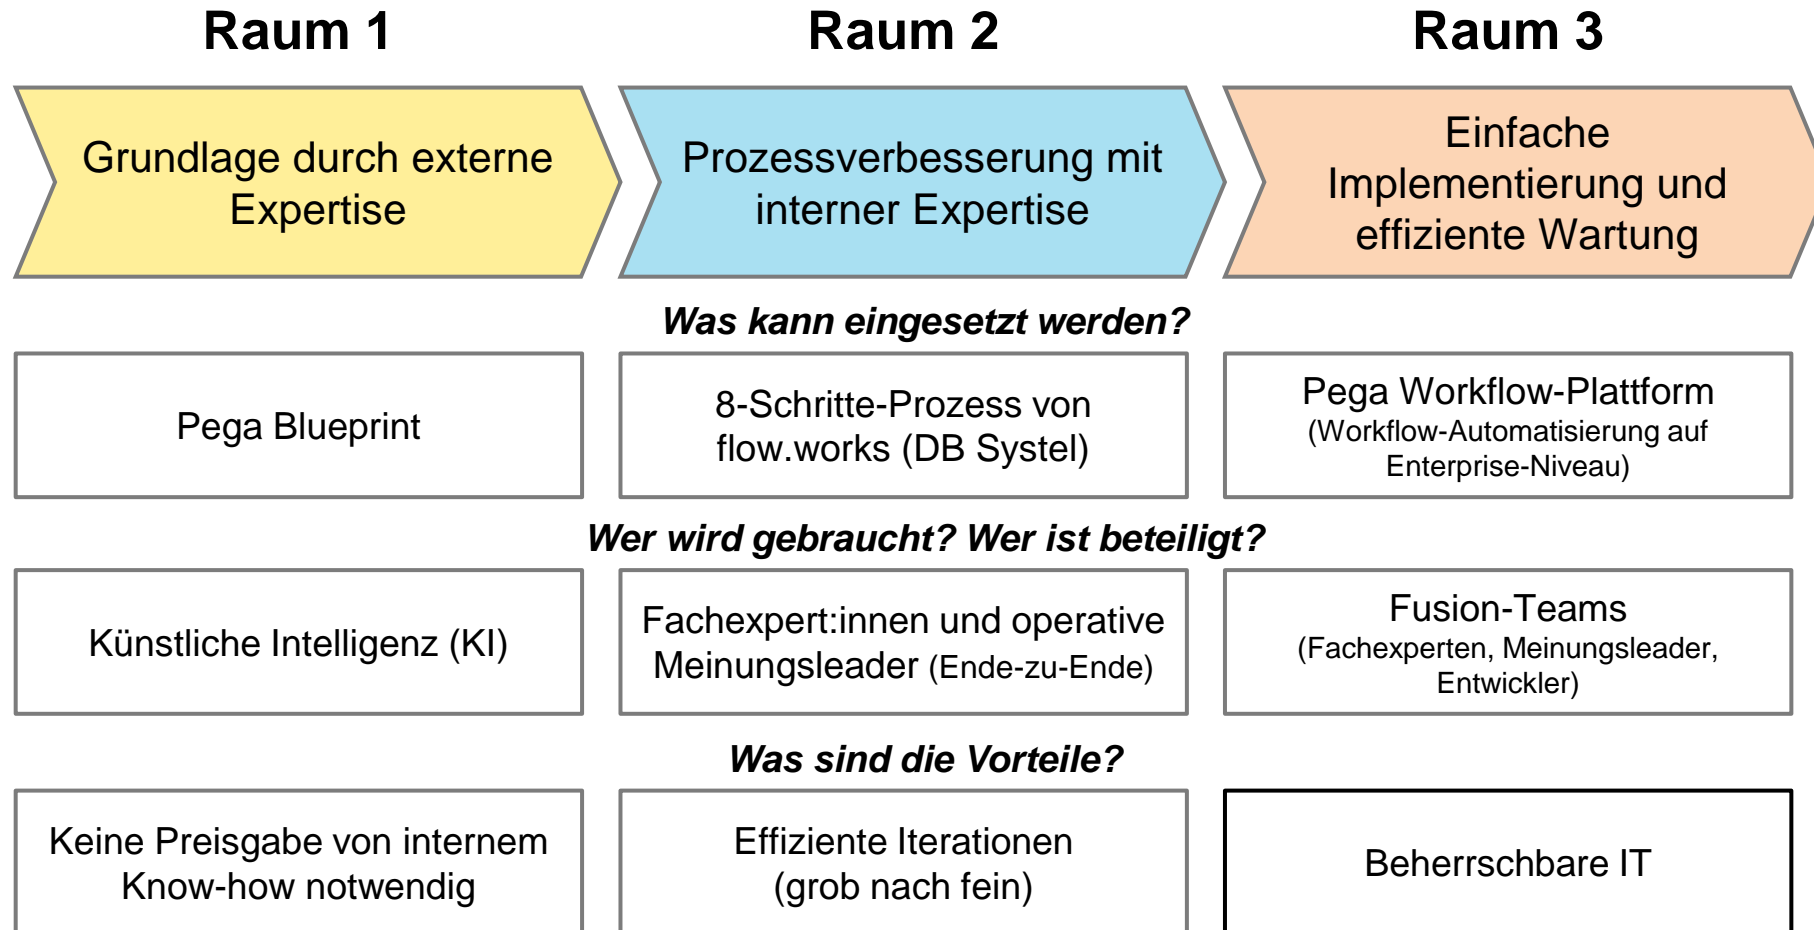 Raum 1
Raum 2
Raum 3
Grundlage durch externe
Expertise
Prozessverbesserung mit
interner Expertise
Einfache
Implementierung und
effiziente Wartung
Was kann eingesetzt werden?
Pega Blueprint
8-Schritte-Prozess von
flow.works (DB Systel)
Pega Workflow-Plattform
(Workflow-Automatisierung auf
Enterprise-Niveau)
Wer wird gebraucht? Wer ist beteiligt?
Künstliche Intelligenz (KI)
Fachexpert:innen und operative
Meinungsleader (Ende-zu-Ende)
Fusion-Teams
(Fachexperten, Meinungsleader,
Entwickler)
Was sind die Vorteile?
Keine Preisgabe von internem
Know-how notwendig
Effiziente Iterationen
(grob nach fein)
Beherrschbare IT